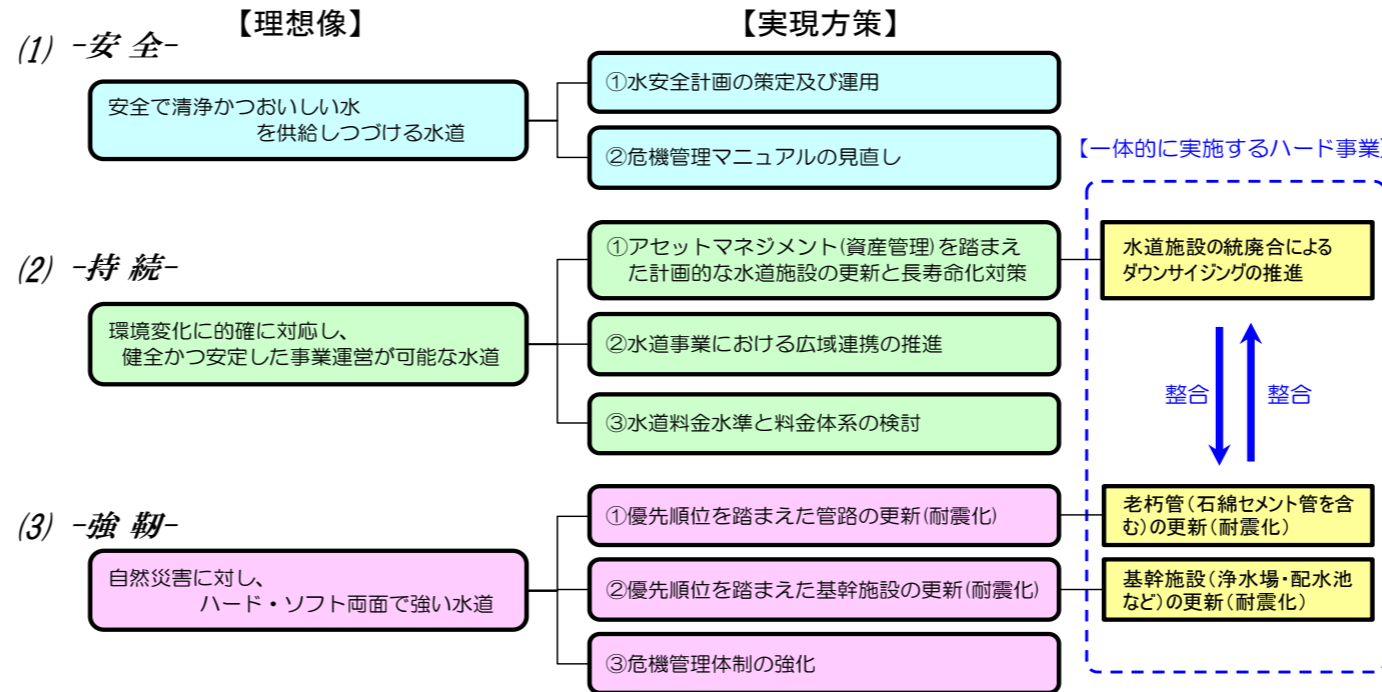 【理想像】
【実現方策】
(1) -安 全-
安全で清浄かつおいしい水
を供給しつづける水道
①水安全計画の策定及び運用
②危機管理マニュアルの見直し
【一体的に実施するハード事業】
(2) -持 続-
環境変化に的確に対応し、
健全かつ安定した事業運営が可能な水道
①アセットマネジメント(資産管理)を踏まえ
た計画的な水道施設の更新と長寿命化対策
②水道事業における広域連携の推進
③水道料金水準と料金体系の検討
水道施設の統廃合による
ダウンサイジングの推進
整合
整合
(3) -強 靭-
自然災害に対し、
ハード・ソフト両面で強い水道
①優先順位を踏まえた管路の更新(耐震化)
②優先順位を踏まえた基幹施設の更新(耐震化)
③危機管理体制の強化
老朽管(石綿セメント管を含
む)の更新(耐震化)
基幹施設(浄水場・配水池
など)の更新(耐震化)